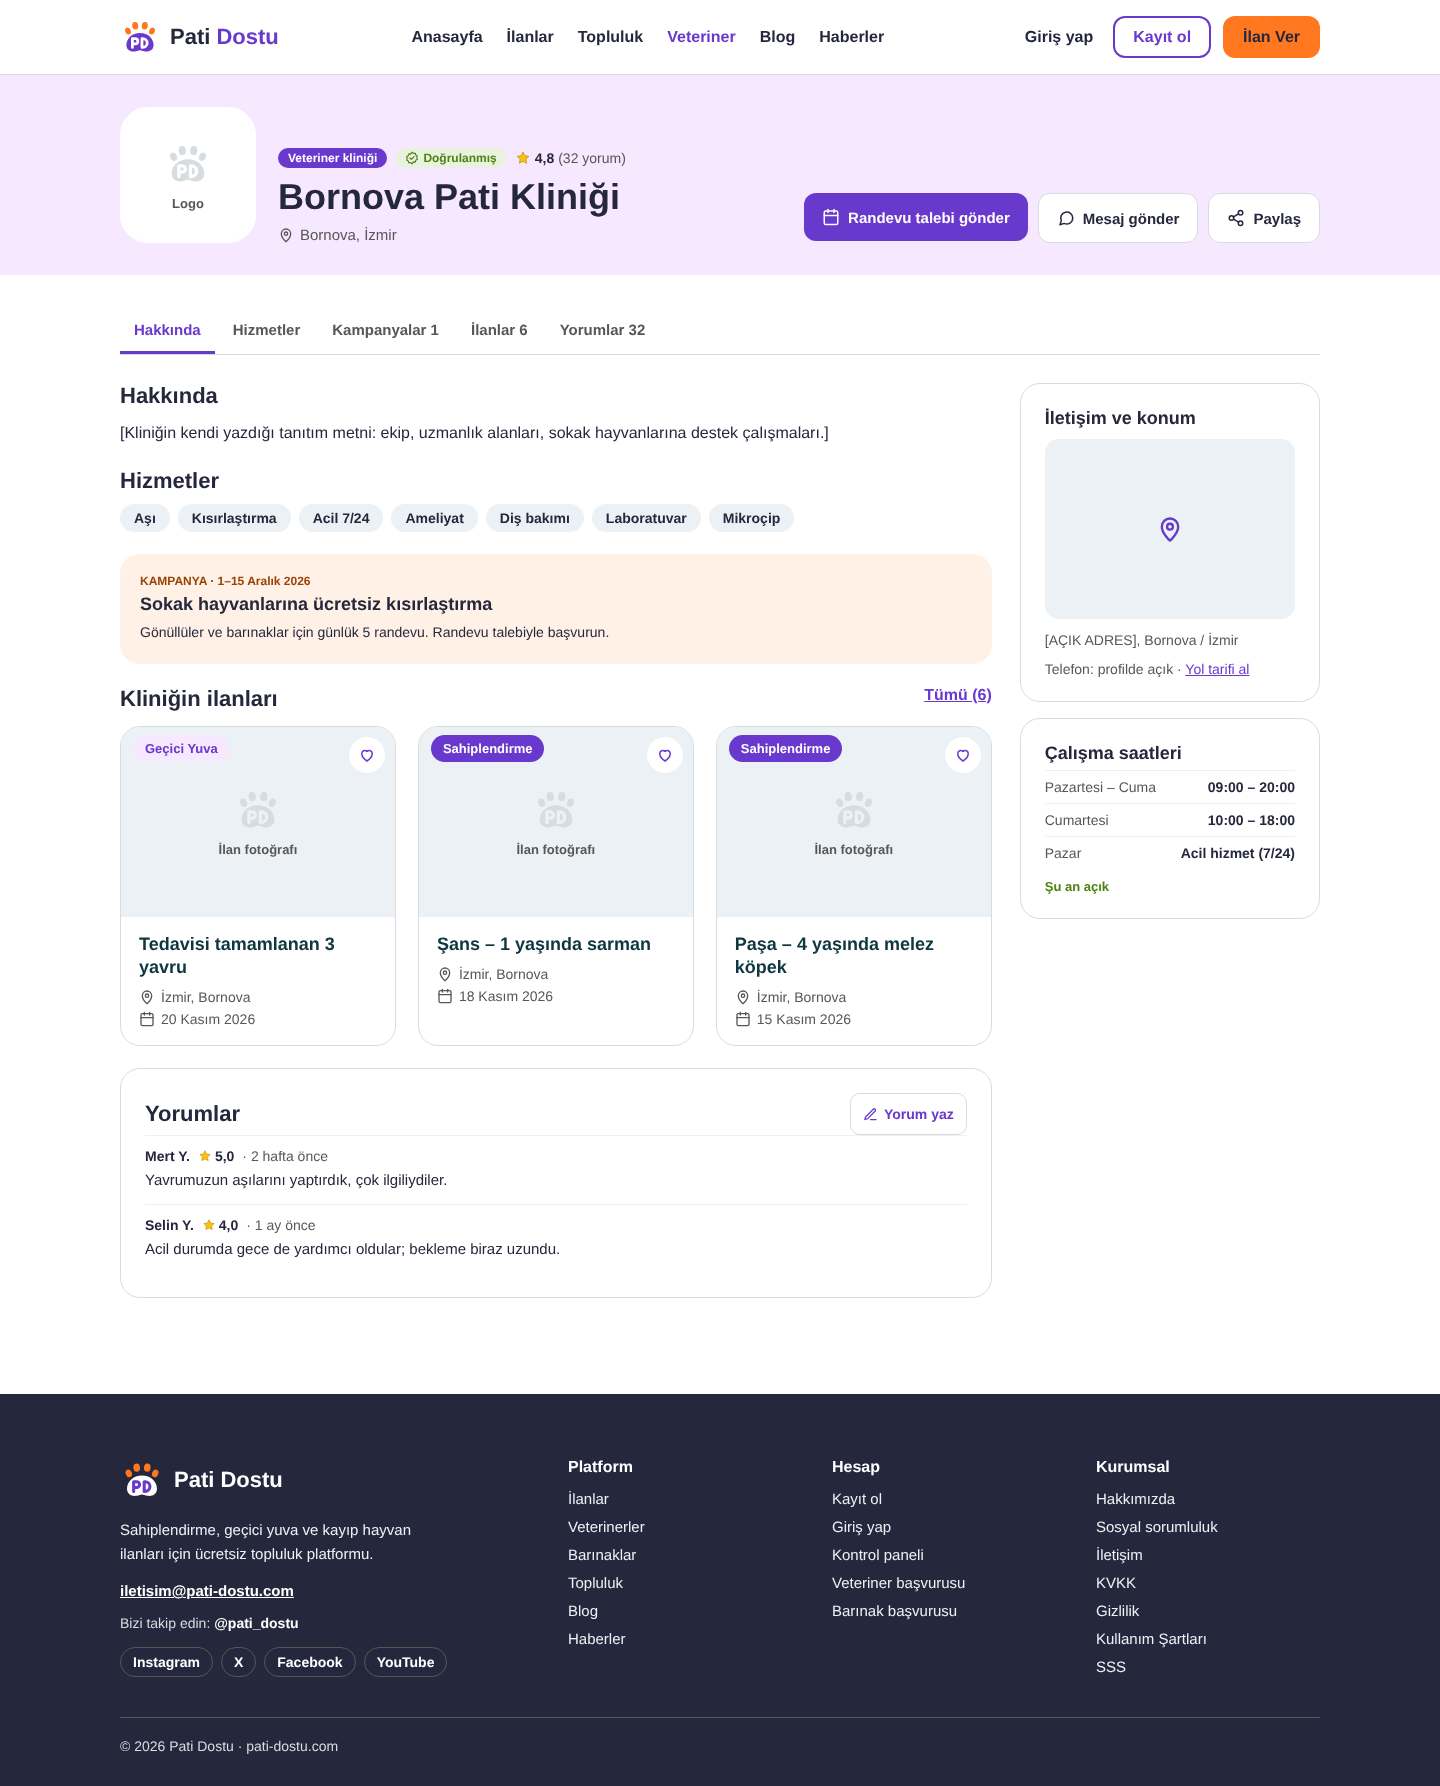 PD Pati Dostu
Anasayfa İlanlar Topluluk Veteriner Blog Haberler
Giriş yap Kayıt ol İlan Ver
PD
Logo
Veteriner kliniği Doğrulanmış 4,8 (32 yorum)
Bornova Pati Kliniği
Bornova, İzmir
Randevu talebi gönder Mesaj gönder Paylaş
Hakkında Hizmetler Kampanyalar 1 İlanlar 6 Yorumlar 32
Hakkında
[Kliniğin kendi yazdığı tanıtım metni: ekip, uzmanlık alanları, sokak hayvanlarına destek çalışmaları.]
Hizmetler
Aşı Kısırlaştırma Acil 7/24 Ameliyat Diş bakımı Laboratuvar Mikroçip
KAMPANYA · 1–15 Aralık 2026
Sokak hayvanlarına ücretsiz kısırlaştırma
Gönüllüler ve barınaklar için günlük 5 randevu. Randevu talebiyle başvurun.
Kliniğin ilanları
Tümü (6)
Geçici Yuva
PD
İlan fotoğrafı
Tedavisi tamamlanan 3
yavru
İzmir, Bornova
20 Kasım 2026
Sahiplendirme
PD
İlan fotoğrafı
Şans – 1 yaşında sarman
İzmir, Bornova
18 Kasım 2026
Sahiplendirme
PD
İlan fotoğrafı
Paşa – 4 yaşında melez
köpek
İzmir, Bornova
15 Kasım 2026
Yorumlar
Yorum yaz
Mert Y. 5,0 · 2 hafta önce
Yavrumuzun aşılarını yaptırdık, çok ilgiliydiler.
Selin Y. 4,0 · 1 ay önce
Acil durumda gece de yardımcı oldular; bekleme biraz uzundu.
İletişim ve konum
[AÇIK ADRES], Bornova / İzmir
Telefon: profilde açık · Yol tarifi al
Çalışma saatleri
Pazartesi – Cuma 09:00 – 20:00
Cumartesi 10:00 – 18:00
Pazar Acil hizmet (7/24)
Şu an açık
PD Pati Dostu
Sahiplendirme, geçici yuva ve kayıp hayvan
ilanları için ücretsiz topluluk platformu.
iletisim@pati-dostu.com
Bizi takip edin: @pati_dostu
Instagram X Facebook YouTube
Platform
İlanlar
Veterinerler
Barınaklar
Topluluk
Blog
Haberler
Hesap
Kayıt ol
Giriş yap
Kontrol paneli
Veteriner başvurusu
Barınak başvurusu
Kurumsal
Hakkımızda
Sosyal sorumluluk
İletişim
KVKK
Gizlilik
Kullanım Şartları
SSS
© 2026 Pati Dostu · pati-dostu.com